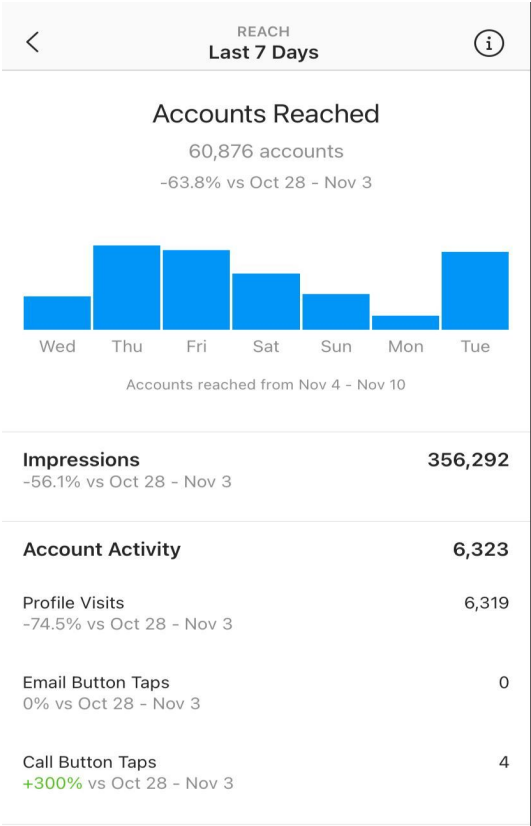 REACH
Last 7 Days
Accounts Reached
60,876 accounts
-63.8% vs Oct 28 - Nov 3
Wed Thu Fri Sat Sun Mon Tue
Accounts reached from Nov 4 - Nov 10
Impressions 356,292
-56.1% vs Oct 28 - Nov 3
Account Activity 6,323
Profile Visits 6,319
-74.5% vs Oct 28 - Nov 3
Email Button Taps 0
0% vs Oct 28 - Nov 3
Call Button Taps 4
+300% vs Oct 28 - Nov 3